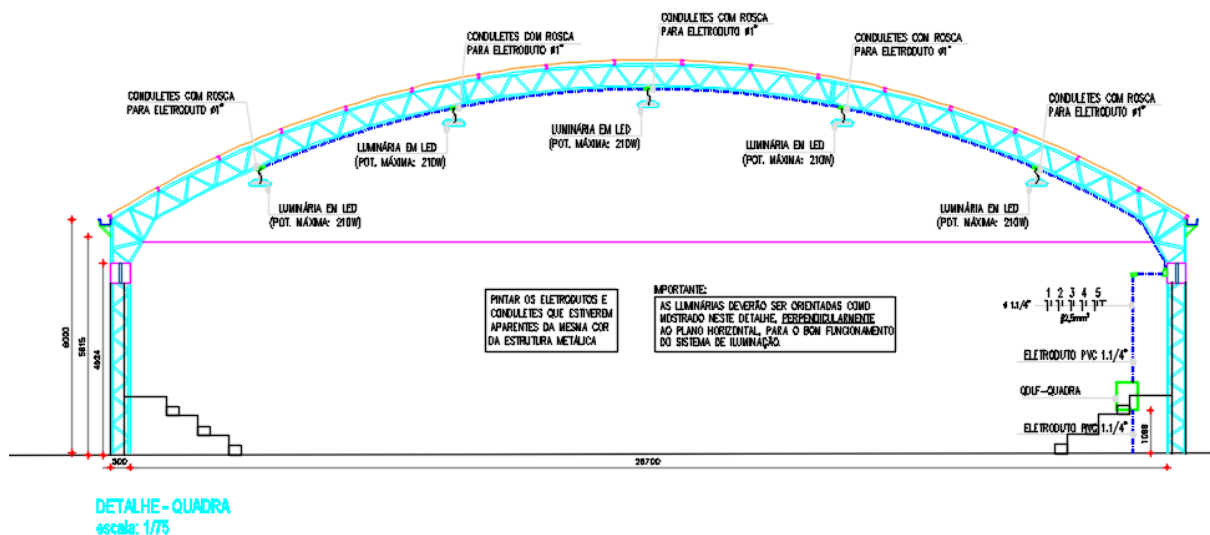 CONDULETES COM ROSCA
PARA ELETRODUTO ø1"
CONDULETES COM ROSCA
PARA ELETRODUTO ø1"
CONDULETES COM ROSCA
PARA ELETRODUTO ø1"
CONDULETES COM ROSCA
PARA ELETRODUTO ø1"
CONDULETES COM ROSCA
PARA ELETRODUTO ø1"
LUMINÁRIA EM LED
(POT. MÁXIMA: 210W)
LUMINÁRIA EM LED
(POT. MÁXIMA: 210W)
LUMINÁRIA EM LED
(POT. MÁXIMA: 210W)
LUMINÁRIA EM LED
(POT. MÁXIMA: 210W)
LUMINÁRIA EM LED
(POT. MÁXIMA: 210W)
PINTAR OS ELETRODUTOS E
CONDULETES QUE ESTIVEREM
APARENTES DA MESMA COR
DA ESTRUTURA METÁLICA
IMPORTANTE:
AS LUMINÁRIAS DEVERÃO SER ORIENTADAS COMO
MOSTRADO NESTE DETALHE, PERPENDICULARMENTE
AO PLANO HORIZONTAL, PARA O BOM FUNCIONAMENTO
DO SISTEMA DE ILUMINAÇÃO.
1 2 3 4 5
ø 1.1/4"
#2,5mm²
ELETRODUTO PVC 1.1/4"
QDLF-QUADRA
ELETRODUTO PVC 1.1/4"
6000
5815
4924
1088
300
26700
DETALHE - QUADRA
escala: 1/75